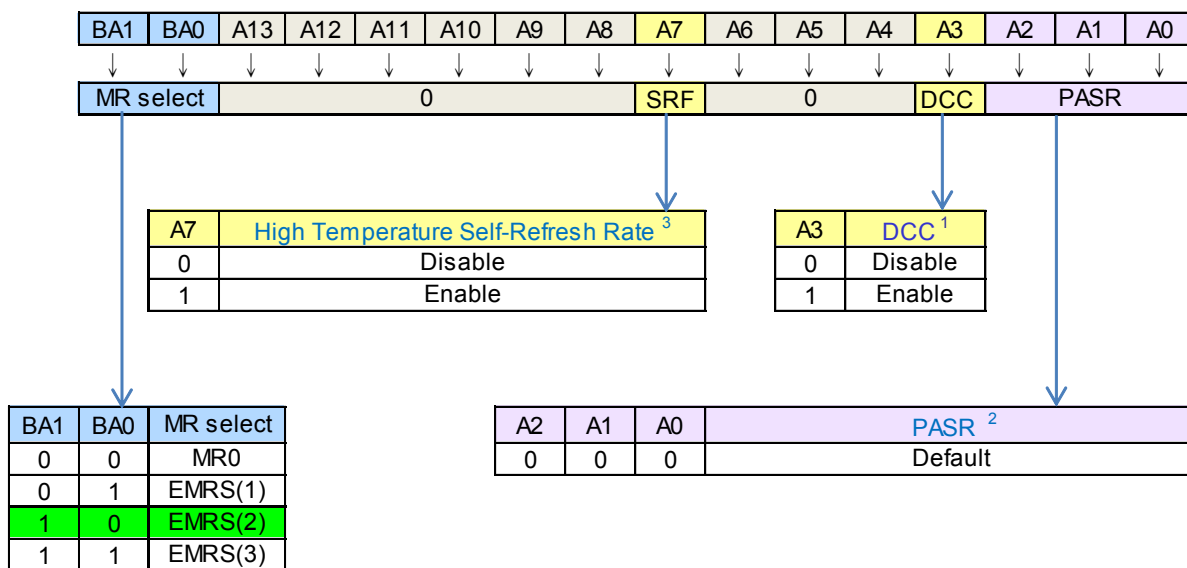 BA1 BA0 A13 A12 A11 A10 A9 A8 A7 A6 A5 A4 A3 A2 A1 A0
MR select 0 SRF 0 DCC PASR
A7 High Temperature Self-Refresh Rate 3
0 Disable
1 Enable
A3 DCC 1
0 Disable
1 Enable
BA1 BA0 MR select
0 0 MR0
0 1 EMRS(1)
1 0 EMRS(2)
1 1 EMRS(3)
A2 A1 A0 PASR 2
0 0 0 Default